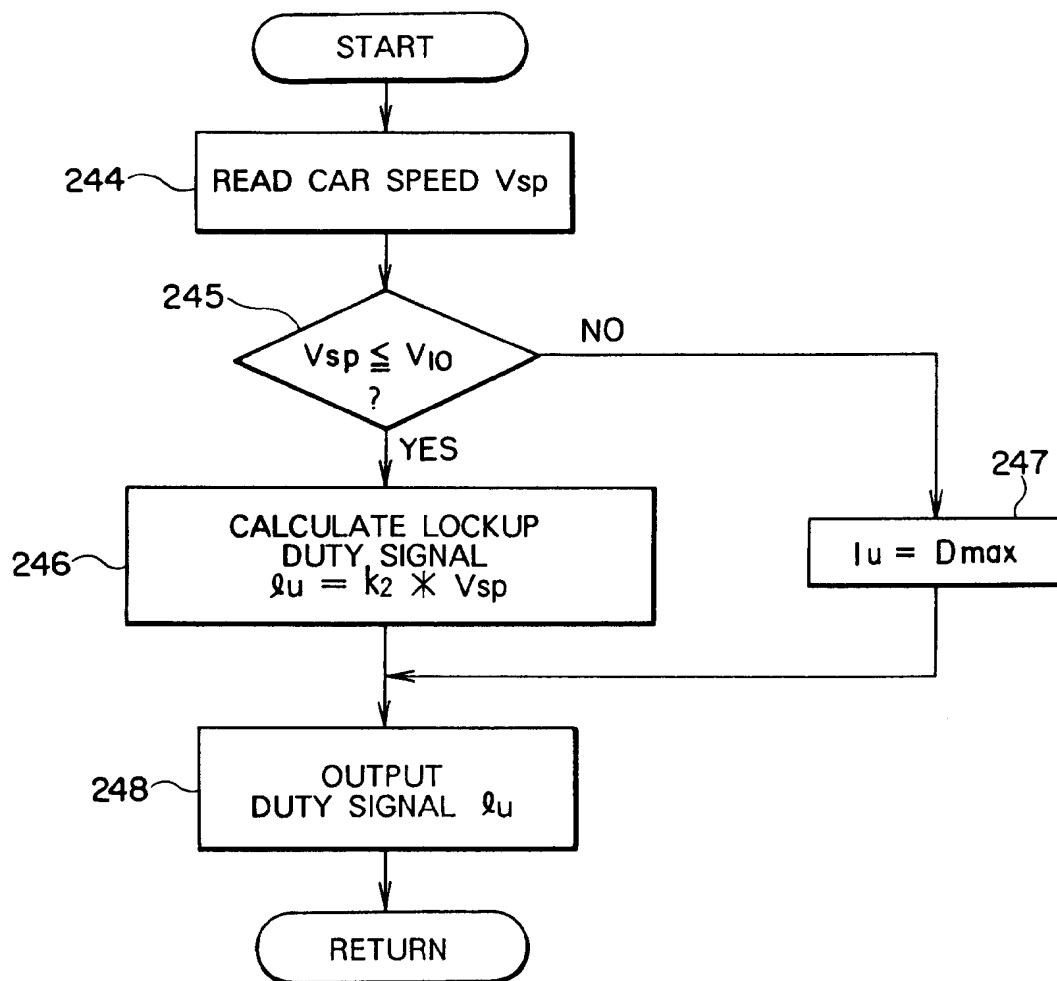 START
244
READ CAR SPEED Vsp
245
Vsp ≦ V10
?
NO
YES
247
246
CALCULATE LOCKUP
DUTY SIGNAL
ℓu = k2 * Vsp
lu = Dmax
248
OUTPUT
DUTY SIGNAL ℓu
RETURN